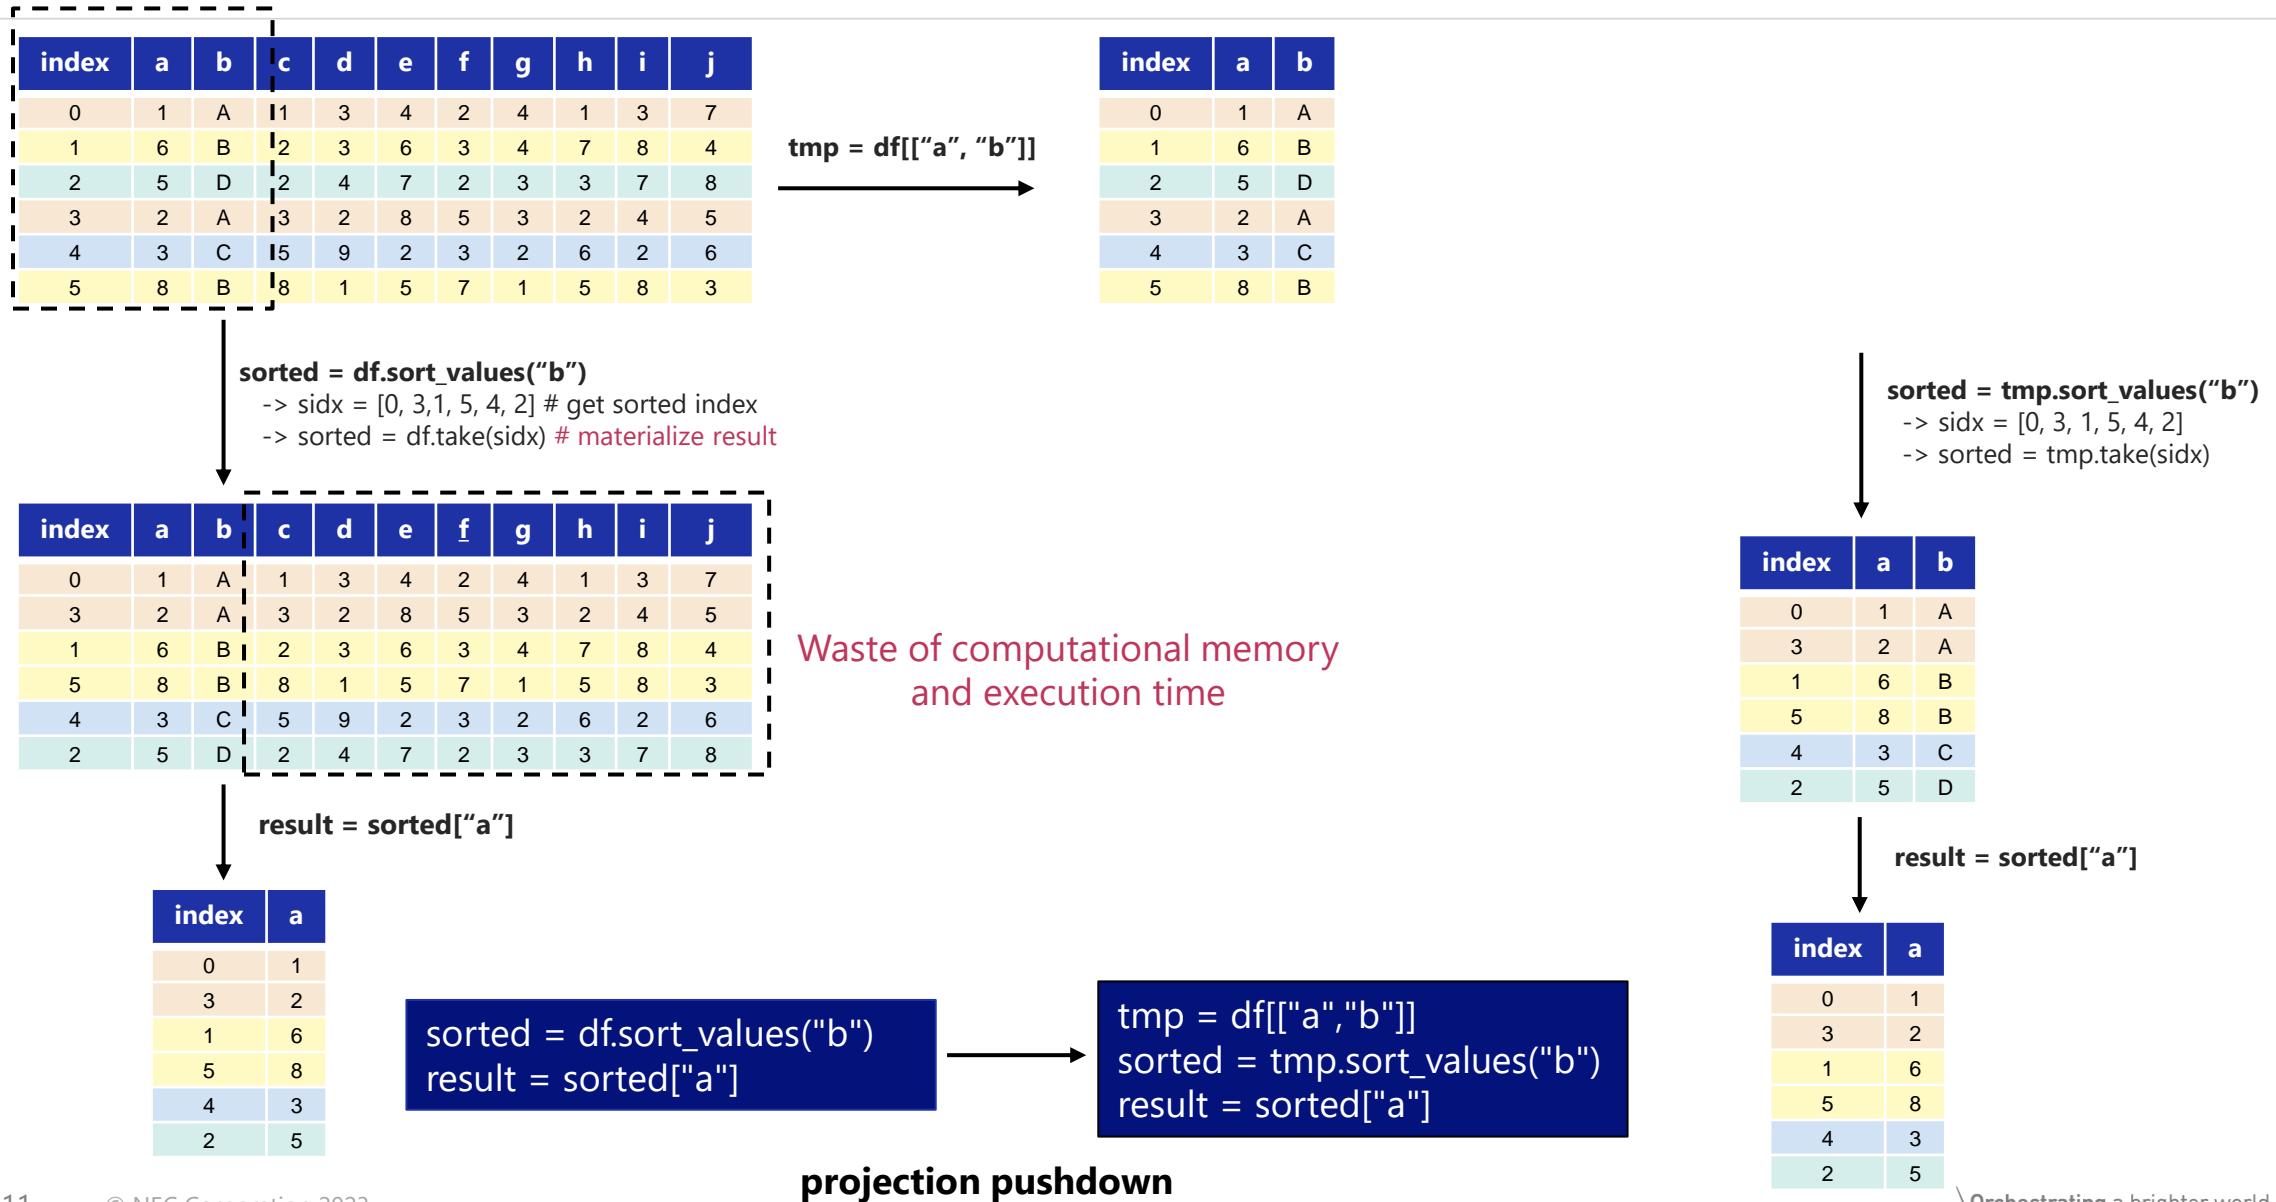 index a b c d e f g h i j
0 1 A 1 3 4 2 4 1 3 7
1 6 B 2 3 6 3 4 7 8 4
2 5 D 2 4 7 2 3 3 7 8
3 2 A 3 2 8 5 3 2 4 5
4 3 C 5 9 2 3 2 6 2 6
5 8 B 8 1 5 7 1 5 8 3
tmp = df[[“a”, “b”]]
index a b
0 1 A
1 6 B
2 5 D
3 2 A
4 3 C
5 8 B
sorted = df.sort_values(“b”)
-> sidx = [0, 3,1, 5, 4, 2] # get sorted index
-> sorted = df.take(sidx) # materialize result
sorted = tmp.sort_values(“b”)
-> sidx = [0, 3, 1, 5, 4, 2]
-> sorted = tmp.take(sidx)
index a b c d e f g h i j
0 1 A 1 3 4 2 4 1 3 7
3 2 A 3 2 8 5 3 2 4 5
1 6 B 2 3 6 3 4 7 8 4
5 8 B 8 1 5 7 1 5 8 3
4 3 C 5 9 2 3 2 6 2 6
2 5 D 2 4 7 2 3 3 7 8
Waste of computational memory
and execution time
index a b
0 1 A
3 2 A
1 6 B
5 8 B
4 3 C
2 5 D
result = sorted[“a”]
result = sorted[“a”]
index a
0 1
3 2
1 6
5 8
4 3
2 5
sorted = df.sort_values("b")
result = sorted["a"]
tmp = df[["a","b"]]
sorted = tmp.sort_values("b")
result = sorted["a"]
index a
0 1
3 2
1 6
5 8
4 3
2 5
projection pushdown
11 © NEC Corporation 2023
Orchestrating a brighter world